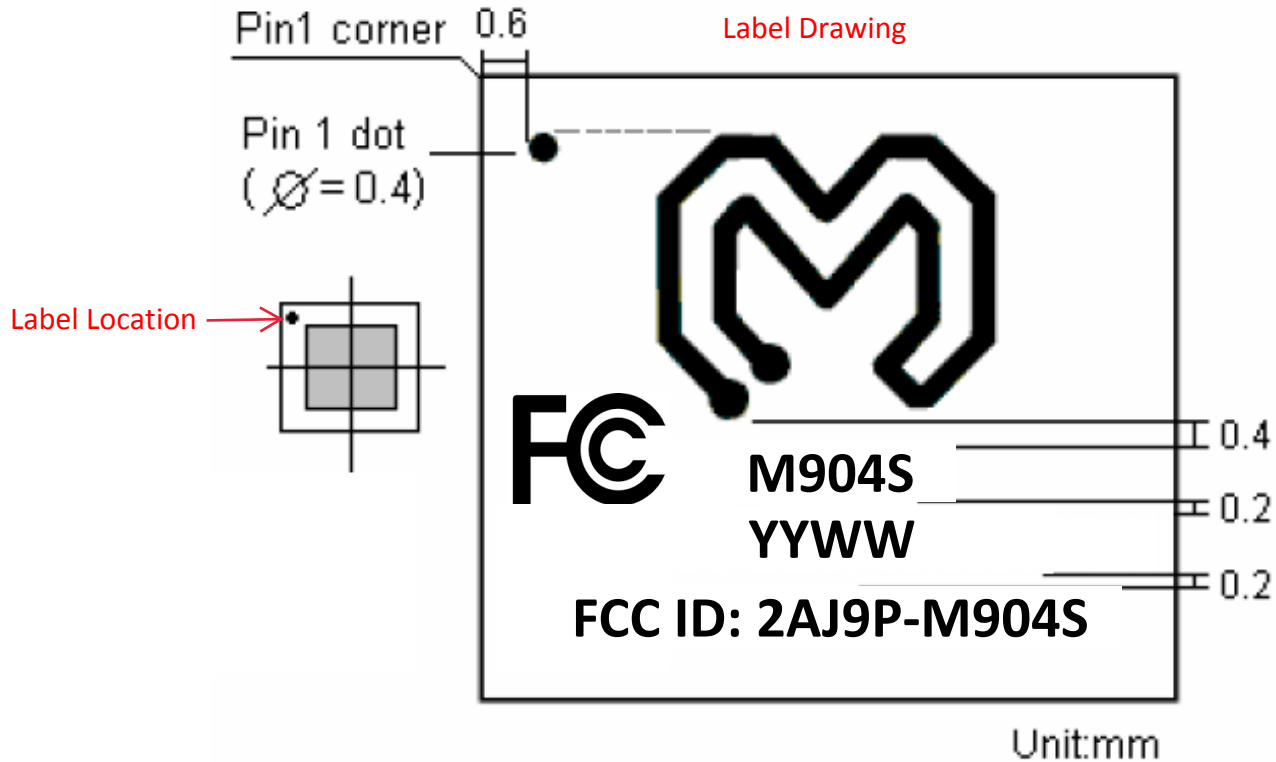 Pin1 corner 0.6 Label Drawing
Pin 1 dot
( ∅ = 0.4)
Label Location
FC
0.4
M904S
0.2
YYWW
0.2
FCC ID: 2AJ9P-M904S
Unit:mm